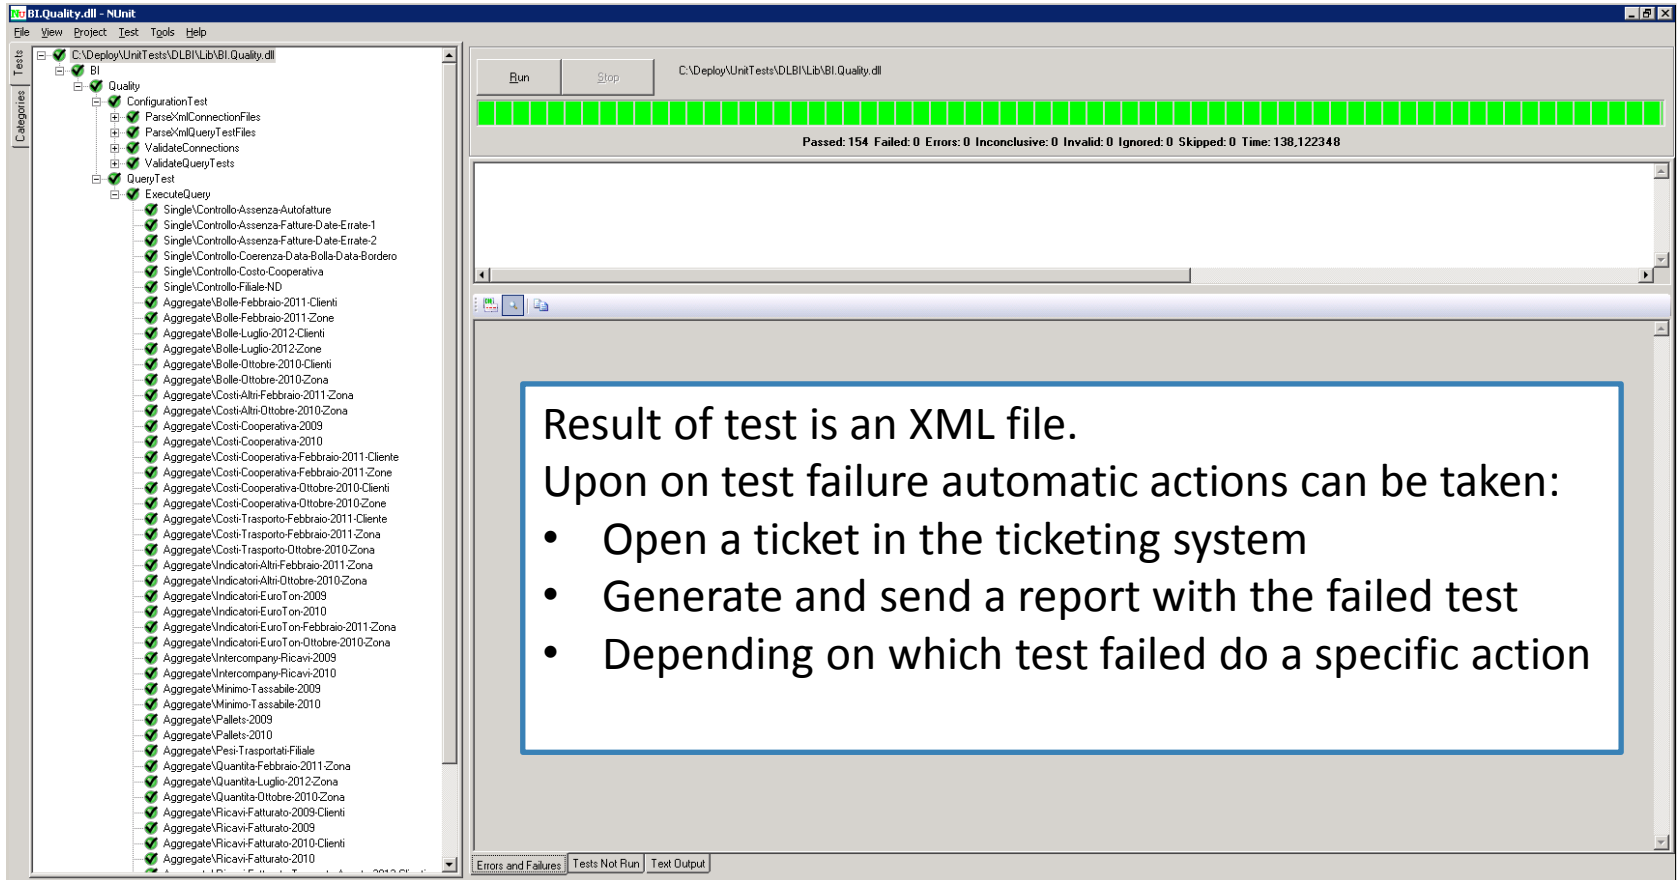 BI.Quality.dll - NUnit
File View Project Test Tools Help
Tests
Categories
C:\Deploy\UnitTests\DLBI\Lib\BI.Quality.dll
BI
Quality
ConfigurationTest
ParseXmlConnectionFiles
ParseXmlQueryTestFiles
ValidateConnections
ValidateQueryTests
QueryTest
ExecuteQuery
Single\Controllo-Assenza-Autofatture
Single\Controllo-Assenza-Fatture-Date-Errate-1
Single\Controllo-Assenza-Fatture-Date-Errate-2
Single\Controllo-Coerenza-Data-Bolla-Data-Bordero
Single\Controllo-Costo-Cooperativa
Single\Controllo-Filiale-ND
Aggregate\Bolle-Febbraio-2011-Clienti
Aggregate\Bolle-Febbraio-2011-Zone
Aggregate\Bolle-Luglio-2012-Clienti
Aggregate\Bolle-Luglio-2012-Zone
Aggregate\Bolle-Ottobre-2010-Clienti
Aggregate\Bolle-Ottobre-2010-Zona
Aggregate\Costi-Altri-Febbraio-2011-Zona
Aggregate\Costi-Altri-Ottobre-2010-Zona
Aggregate\Costi-Cooperativa-2009
Aggregate\Costi-Cooperativa-2010
Aggregate\Costi-Cooperativa-Febbraio-2011-Cliente
Aggregate\Costi-Cooperativa-Febbraio-2011-Zone
Aggregate\Costi-Cooperativa-Ottobre-2010-Clienti
Aggregate\Costi-Cooperativa-Ottobre-2010-Zone
Aggregate\Costi-Trasporto-Febbraio-2011-Cliente
Aggregate\Costi-Trasporto-Febbraio-2011-Zona
Aggregate\Costi-Trasporto-Ottobre-2010-Zona
Aggregate\Indicatori-Altri-Febbraio-2011-Zona
Aggregate\Indicatori-Altri-Ottobre-2010-Zona
Aggregate\Indicatori-EuroTon-2009
Aggregate\Indicatori-EuroTon-2010
Aggregate\Indicatori-EuroTon-Febbraio-2011-Zona
Aggregate\Indicatori-EuroTon-Ottobre-2010-Zona
Aggregate\Intercompany-Ricavi-2009
Aggregate\Intercompany-Ricavi-2010
Aggregate\Minimo-Tassabile-2009
Aggregate\Minimo-Tassabile-2010
Aggregate\Pallets-2009
Aggregate\Pallets-2010
Aggregate\Pesi-Trasportati-Filiale
Aggregate\Quantita-Febbraio-2011-Zona
Aggregate\Quantita-Luglio-2012-Zona
Aggregate\Quantita-Ottobre-2010-Zona
Aggregate\Ricavi-Fatturato-2009-Clienti
Aggregate\Ricavi-Fatturato-2009
Aggregate\Ricavi-Fatturato-2010-Clienti
Aggregate\Ricavi-Fatturato-2010
Run Stop C:\Deploy\UnitTests\DLBI\Lib\BI.Quality.dll
Passed: 154 Failed: 0 Errors: 0 Inconclusive: 0 Invalid: 0 Ignored: 0 Skipped: 0 Time: 138,122348
Result of test is an XML file.
Upon on test failure automatic actions can be taken:
• Open a ticket in the ticketing system
• Generate and send a report with the failed test
• Depending on which test failed do a specific action
Errors and Failures Tests Not Run Text Output